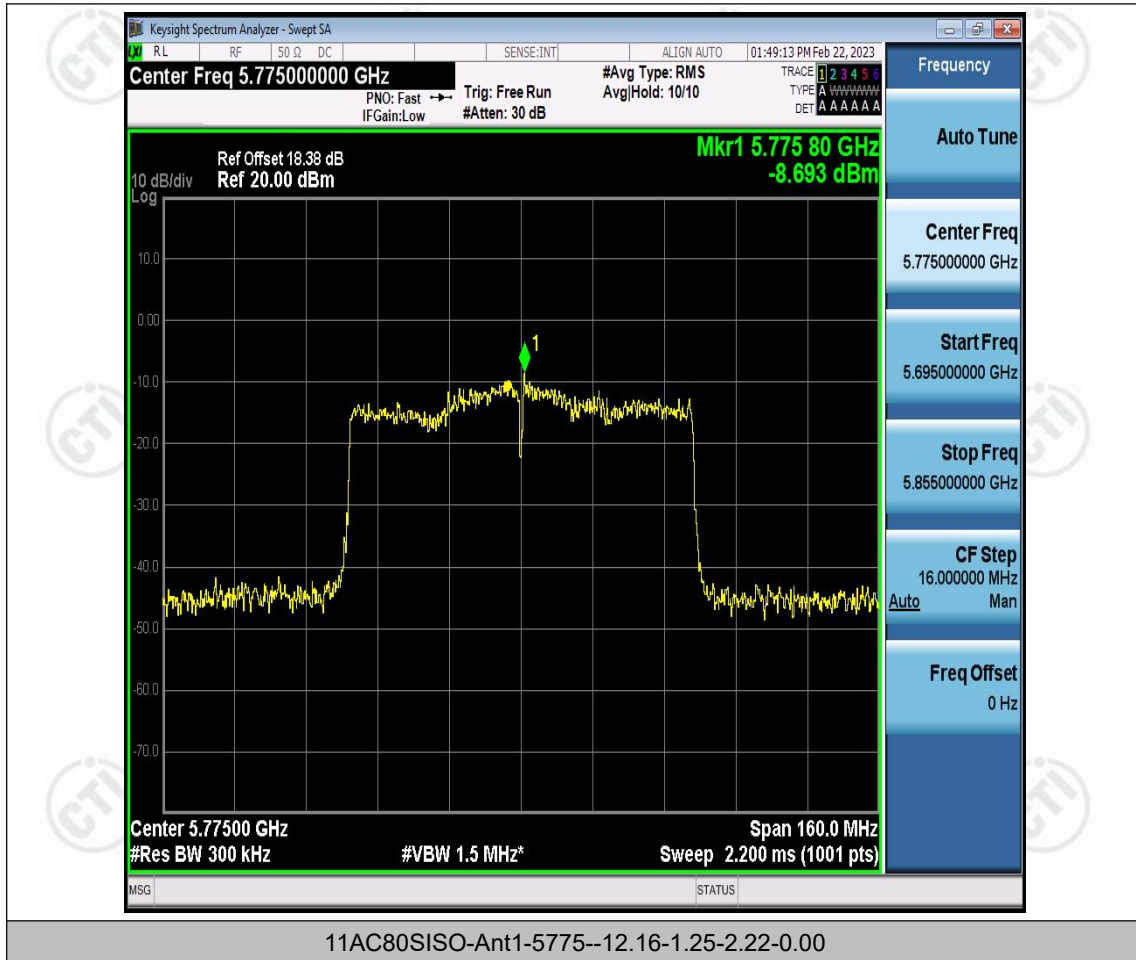 Keysight Spectrum Analyzer - Swept SA
LXI RL RF 50 Ω DC SENSE:INT ALIGN AUTO 01:49:13 PM Feb 22, 2023
Center Freq 5.775000000 GHz
PNO: Fast
IFGain:Low
Trig: Free Run
#Atten: 30 dB
#Avg Type: RMS
Avg|Hold: 10/10
TRACE 1 2 3 4 5 6
TYPE A WWWWW
DET A A A A A A
Frequency
Auto Tune
Center Freq
5.775000000 GHz
Start Freq
5.695000000 GHz
Stop Freq
5.855000000 GHz
CF Step
16.000000 MHz
Auto Man
Freq Offset
0 Hz
Mkr1 5.775 80 GHz
-8.693 dBm
Ref Offset 18.38 dB
10 dB/div Ref 20.00 dBm
Log
10.0
0.00
-10.0
-20.0
-30.0
-40.0
-50.0
-60.0
-70.0
1
Center 5.77500 GHz Span 160.0 MHz
#Res BW 300 kHz #VBW 1.5 MHz* Sweep 2.200 ms (1001 pts)
MSG STATUS
11AC80SISO-Ant1-5775--12.16-1.25-2.22-0.00
CTI
CTI
CTI
CTI
CTI
CTI